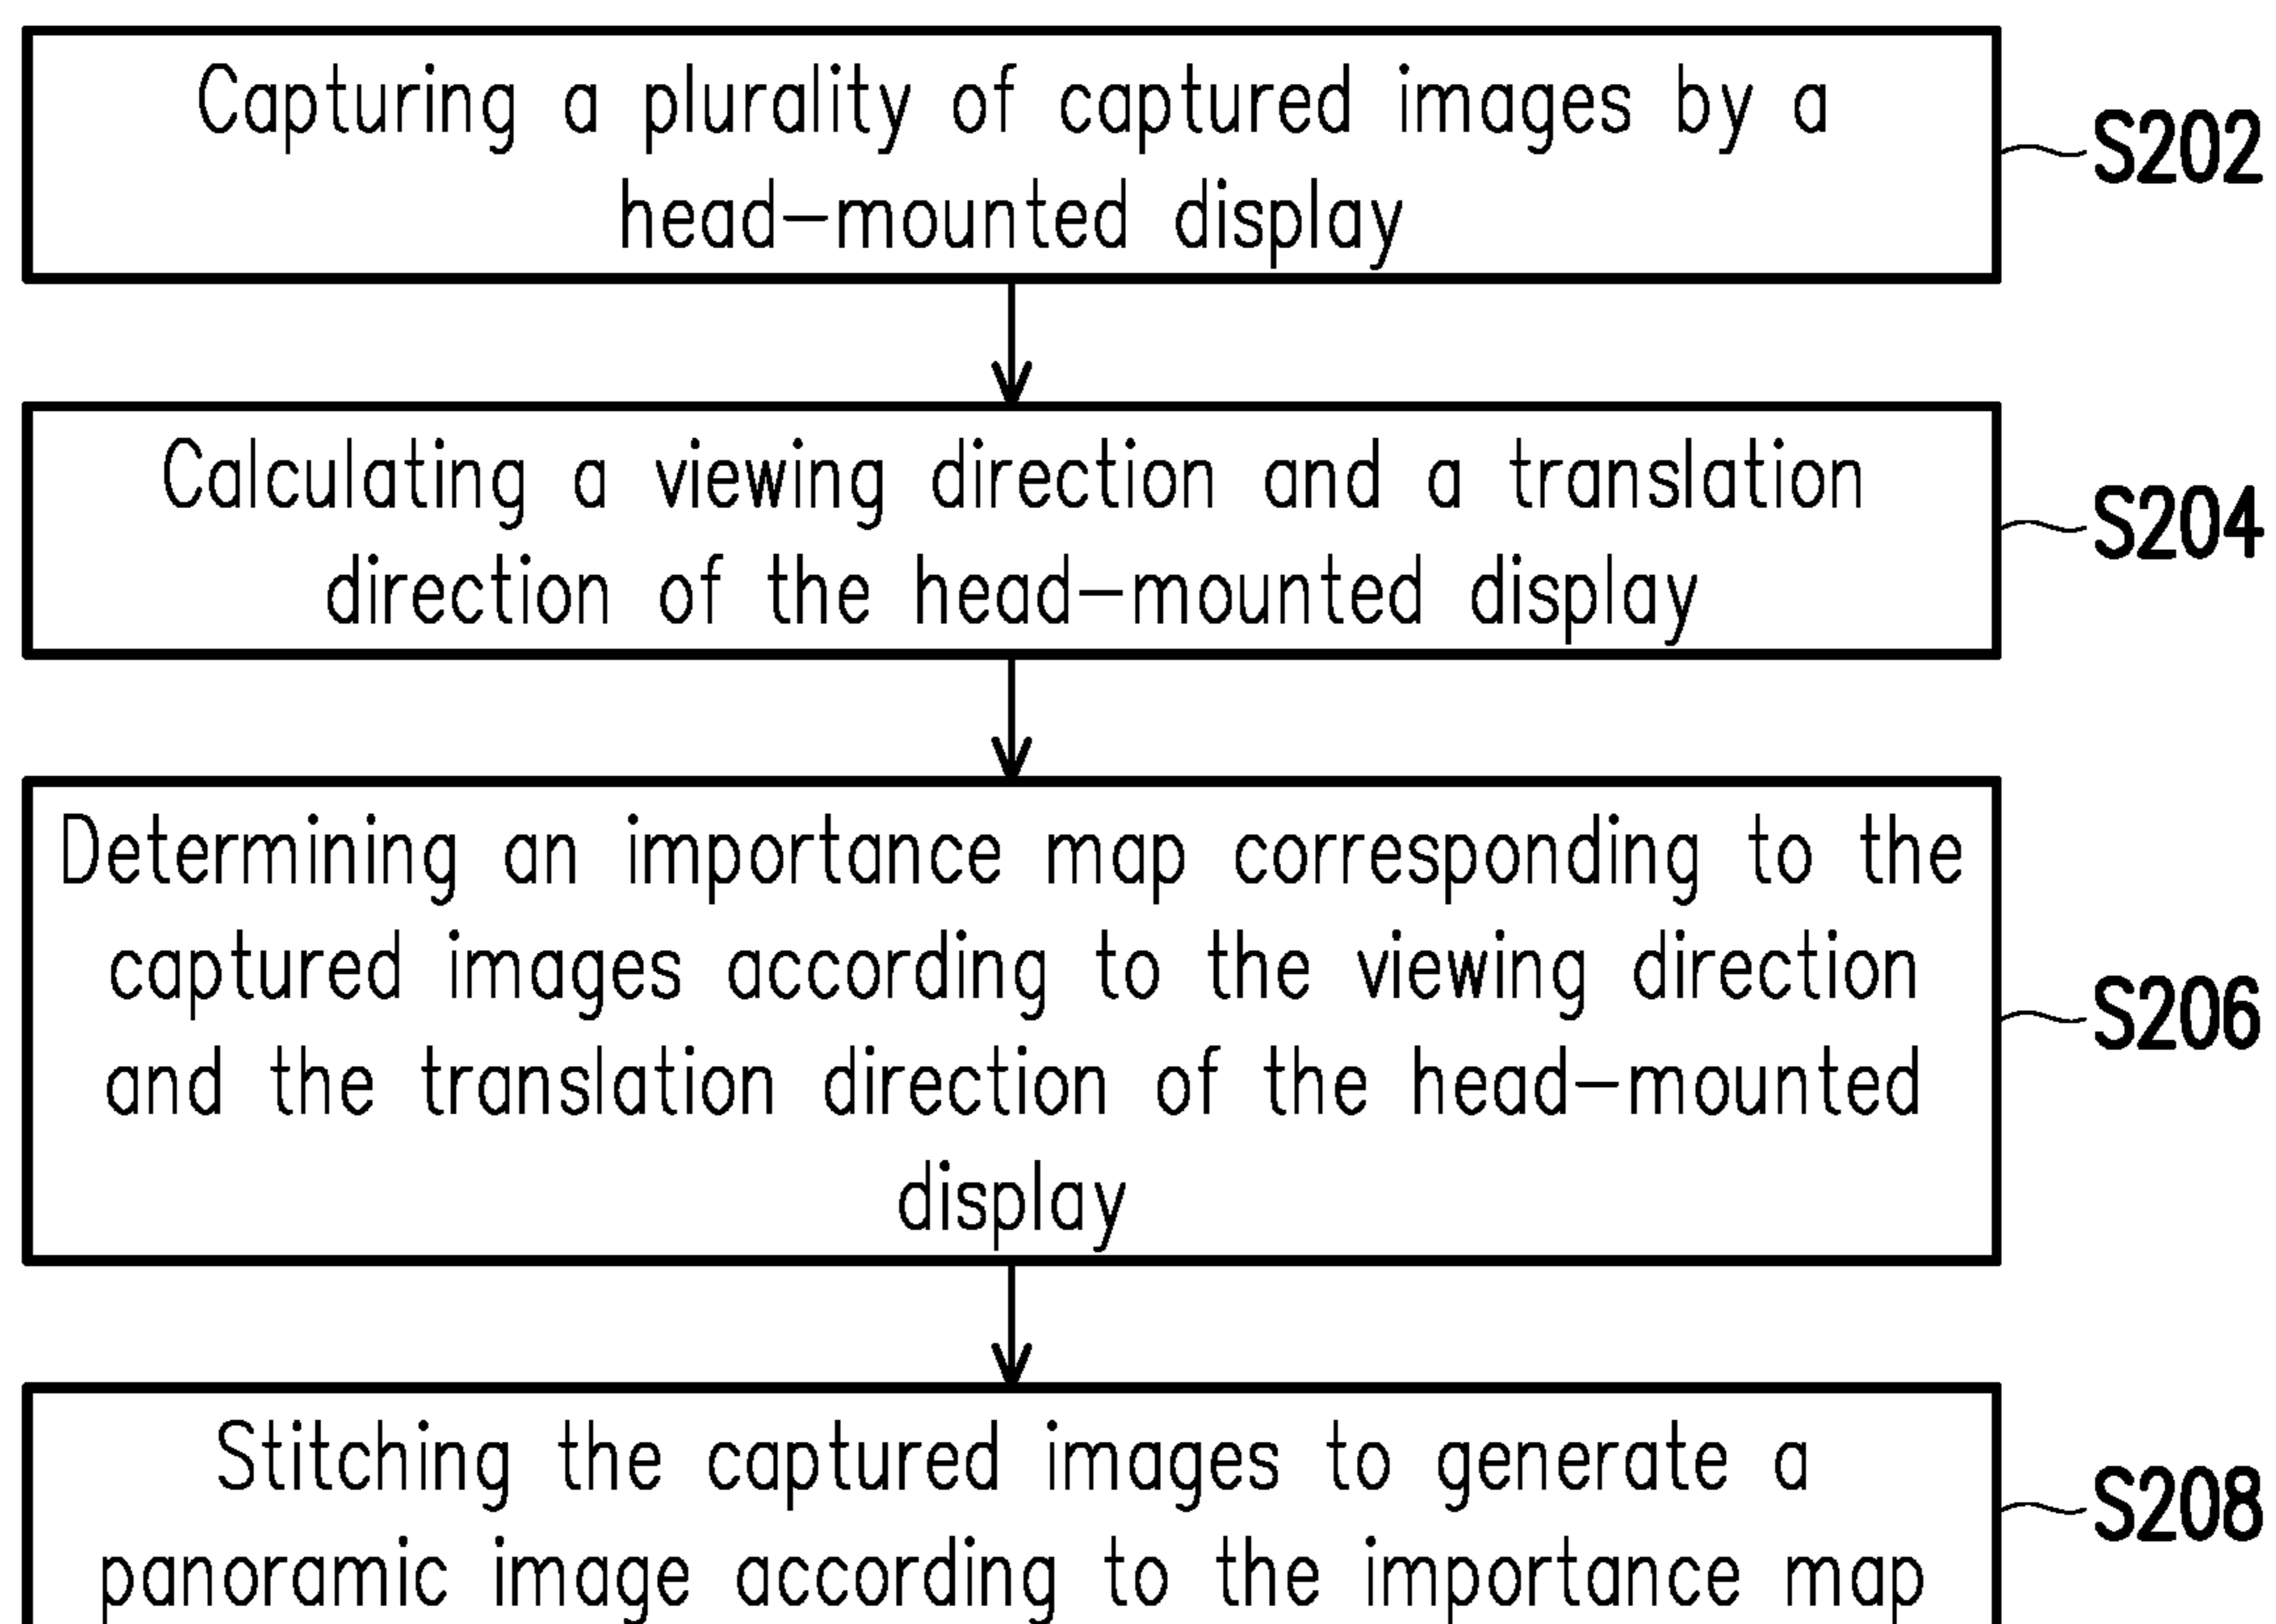 Capturing a plurality of captured images by a
head-mounted display
S202
Calculating a viewing direction and a translation
direction of the head-mounted display
S204
Determining an importance map corresponding to the
captured images according to the viewing direction
and the translation direction of the head-mounted
display
S206
Stitching the captured images to generate a
panoramic image according to the importance map
S208